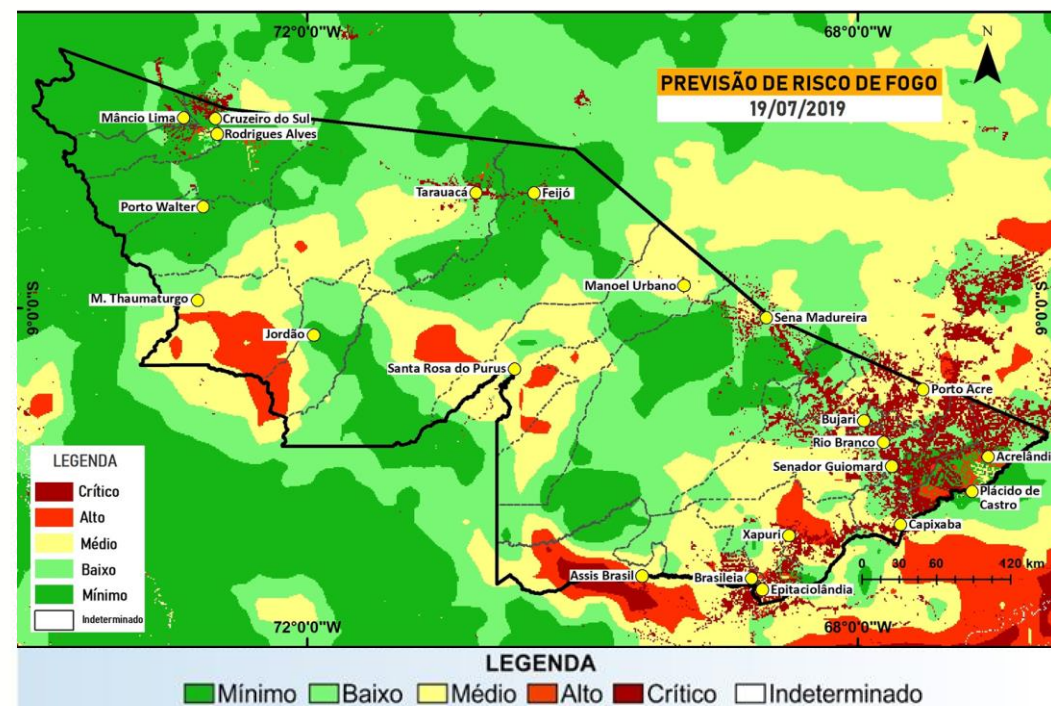 72°0'0"W
68°0'0"W
N
PREVISÃO DE RISCO DE FOGO
19/07/2019
Mâncio Lima
Cruzeiro do Sul
Rodrigues Alves
Tarauacá
Feijó
Porto Walter
Manoel Urbano
M. Thaumaturgo
9°0'0"S
9°0'0"S
Sena Madureira
Jordão
Santa Rosa do Purus
Porto Acre
Bujari
Rio Branco
Senador Guiomard
Acrelândi
Plácido de
Castro
Capixaba
Xapuri
Assis Brasil
Brasileia
Epitaciolândia
0 30 60 120 km
LEGENDA
Crítico
Alto
Médio
Baixo
Mínimo
Indeterminado
72°0'0"W
68°0'0"W
LEGENDA
Mínimo Baixo Médio Alto Crítico Indeterminado